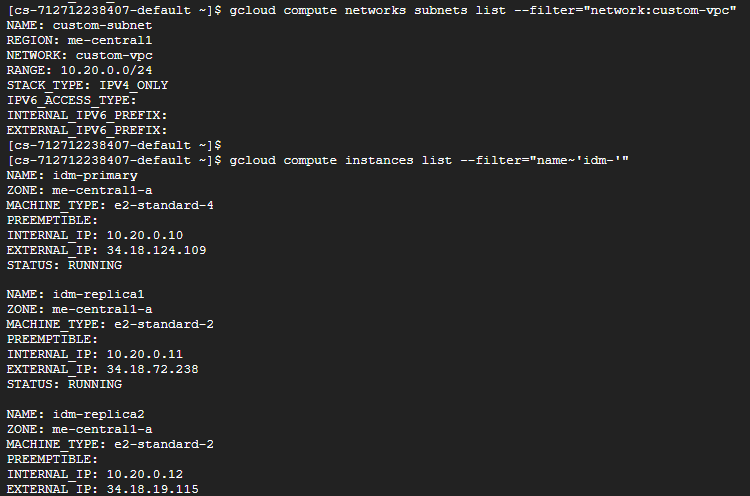 [cs-712712238407-default ~]$ gcloud compute networks subnets list --filter="network:custom-vpc"
NAME: custom-subnet
REGION: me-central1
NETWORK: custom-vpc
RANGE: 10.20.0.0/24
STACK_TYPE: IPV4_ONLY
IPV6_ACCESS_TYPE:
INTERNAL_IPV6_PREFIX:
EXTERNAL_IPV6_PREFIX:
[cs-712712238407-default ~]$
[cs-712712238407-default ~]$ gcloud compute instances list --filter="name~'idm-'"
NAME: idm-primary
ZONE: me-central1-a
MACHINE_TYPE: e2-standard-4
PREEMPTIBLE:
INTERNAL_IP: 10.20.0.10
EXTERNAL_IP: 34.18.124.109
STATUS: RUNNING

NAME: idm-replica1
ZONE: me-central1-a
MACHINE_TYPE: e2-standard-2
PREEMPTIBLE:
INTERNAL_IP: 10.20.0.11
EXTERNAL_IP: 34.18.72.238
STATUS: RUNNING

NAME: idm-replica2
ZONE: me-central1-a
MACHINE_TYPE: e2-standard-2
PREEMPTIBLE:
INTERNAL_IP: 10.20.0.12
EXTERNAL_IP: 34.18.19.115